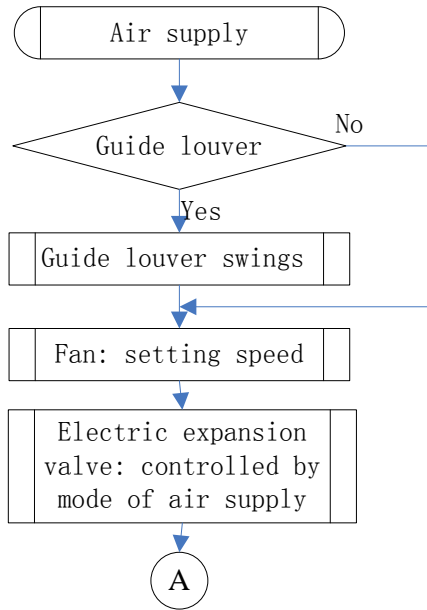 Air supply
Guide louver
No
Yes
Guide louver swings
Fan: setting speed
Electric expansion
valve: controlled by
mode of air supply
A